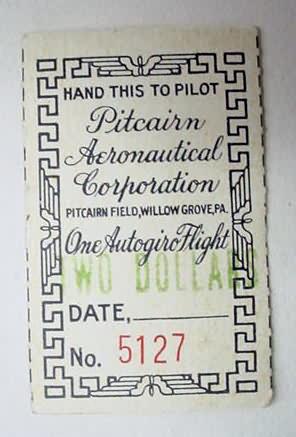 HAND THIS TO PILOT
Pitcairn
Aeronautical
Corporation
PITCAIRN FIELD, WILLOW GROVE, PA.
One Autogiro Flight
TWO DOLLARS
DATE,
No. 5127